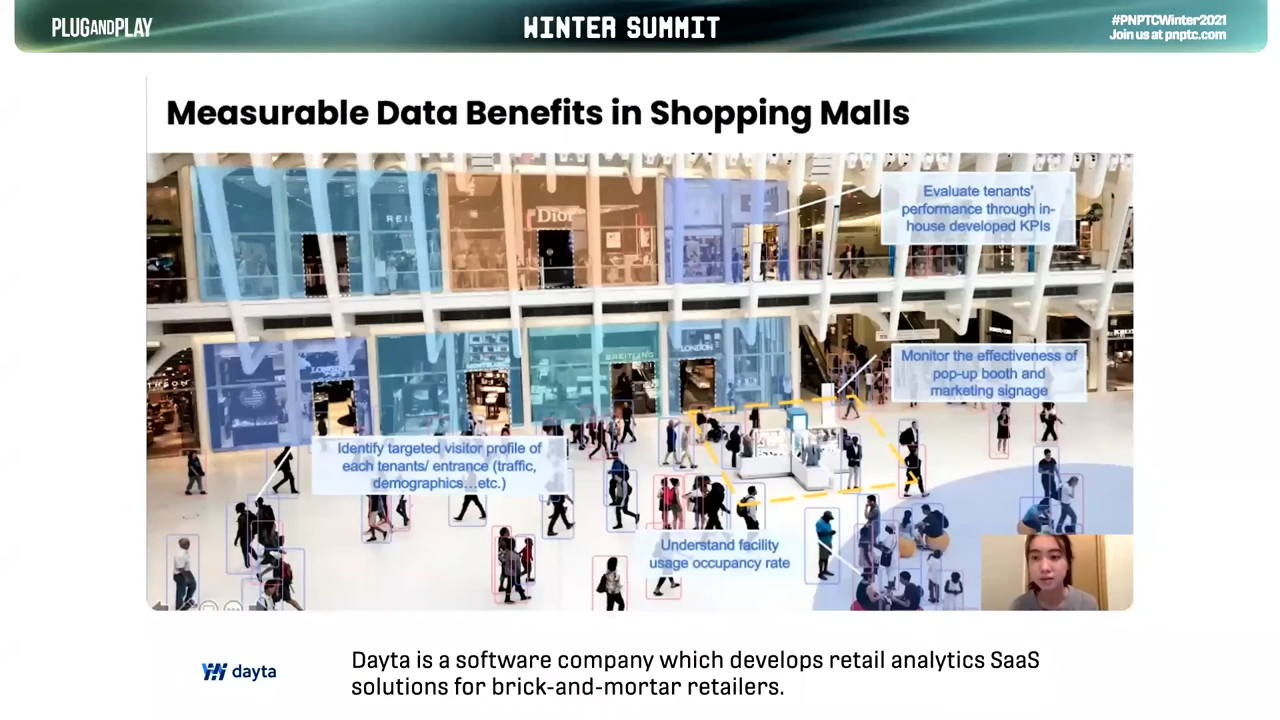 PLUGANDPLAY
WINTER SUMMIT
#PNPTCWinter2021
Join us at pnptc.com
Measurable Data Benefits in Shopping Malls
Evaluate tenants'
performance through in-
house developed KPIs
Dior
Monitor the effectiveness of
pop-up booth and
marketing signage
BREITLING
LONDON
LONDON
Identify targeted visitor profile of
each tenants/ entrance (traffic,
demographics...etc.)
Understand facility
usage occupancy rate
dayta
Dayta is a software company which develops retail analytics SaaS
solutions for brick-and-mortar retailers.